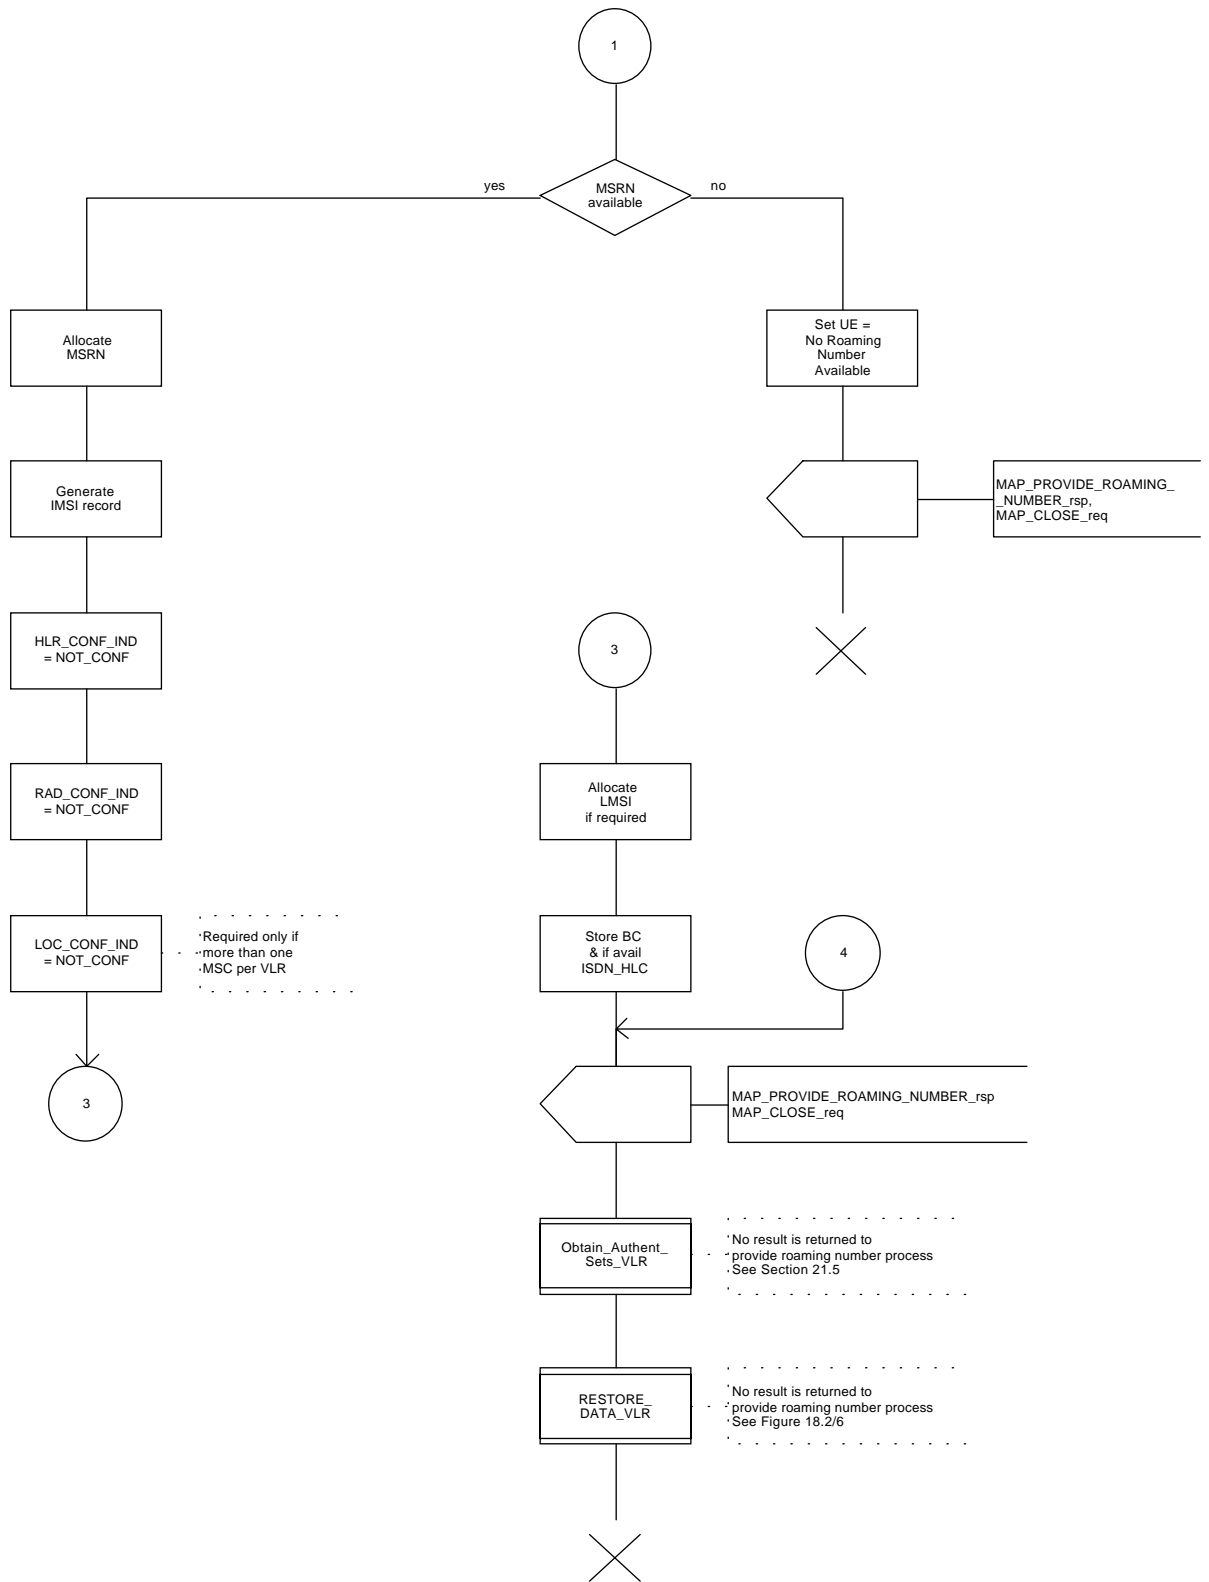 1
yes
MSRN
available
no
Allocate
MSRN
Set UE =
No Roaming
Number
Available
Generate
IMSI record
MAP_PROVIDE_ROAMING_
_NUMBER_rsp,
MAP_CLOSE_req
HLR_CONF_IND
= NOT_CONF
3
RAD_CONF_IND
= NOT_CONF
Allocate
LMSI
if required
LOC_CONF_IND
= NOT_CONF
Required only if
more than one
MSC per VLR
Store BC
& if avail
ISDN_HLC
4
3
MAP_PROVIDE_ROAMING_NUMBER_rsp
MAP_CLOSE_req
Obtain_Authent_
Sets_VLR
No result is returned to
provide roaming number process
See Section 21.5
RESTORE_
DATA_VLR
No result is returned to
provide roaming number process
See Figure 18.2/6